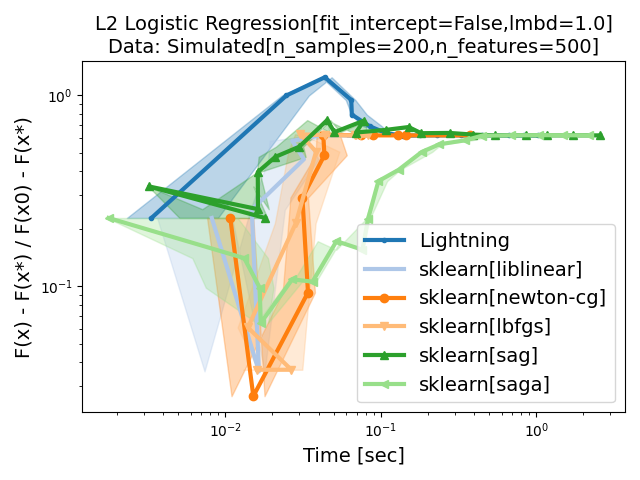 L2 Logistic Regression[fit_intercept=False,lmbd=1.0]
Data: Simulated[n_samples=200,n_features=500]
F(x) - F(x*) / F(x0) - F(x*)
10⁰
10⁻¹
Lightning
sklearn[liblinear]
sklearn[newton-cg]
sklearn[lbfgs]
sklearn[sag]
sklearn[saga]
10⁻² 10⁻¹ 10⁰
Time [sec]